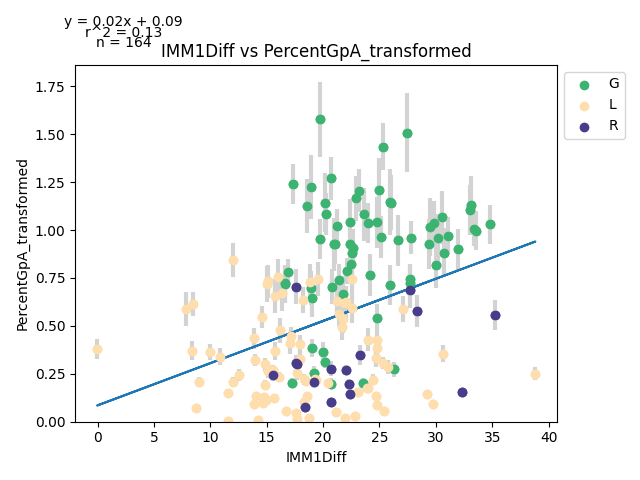 y = 0.02x + 0.09
r^2 = 0.13
n = 164
IMM1Diff vs PercentGpA_transformed
PercentGpA_transformed
1.75
1.50
1.25
1.00
0.75
0.50
0.25
0.00
0
5
10
15
20
25
30
35
40
IMM1Diff
G
L
R